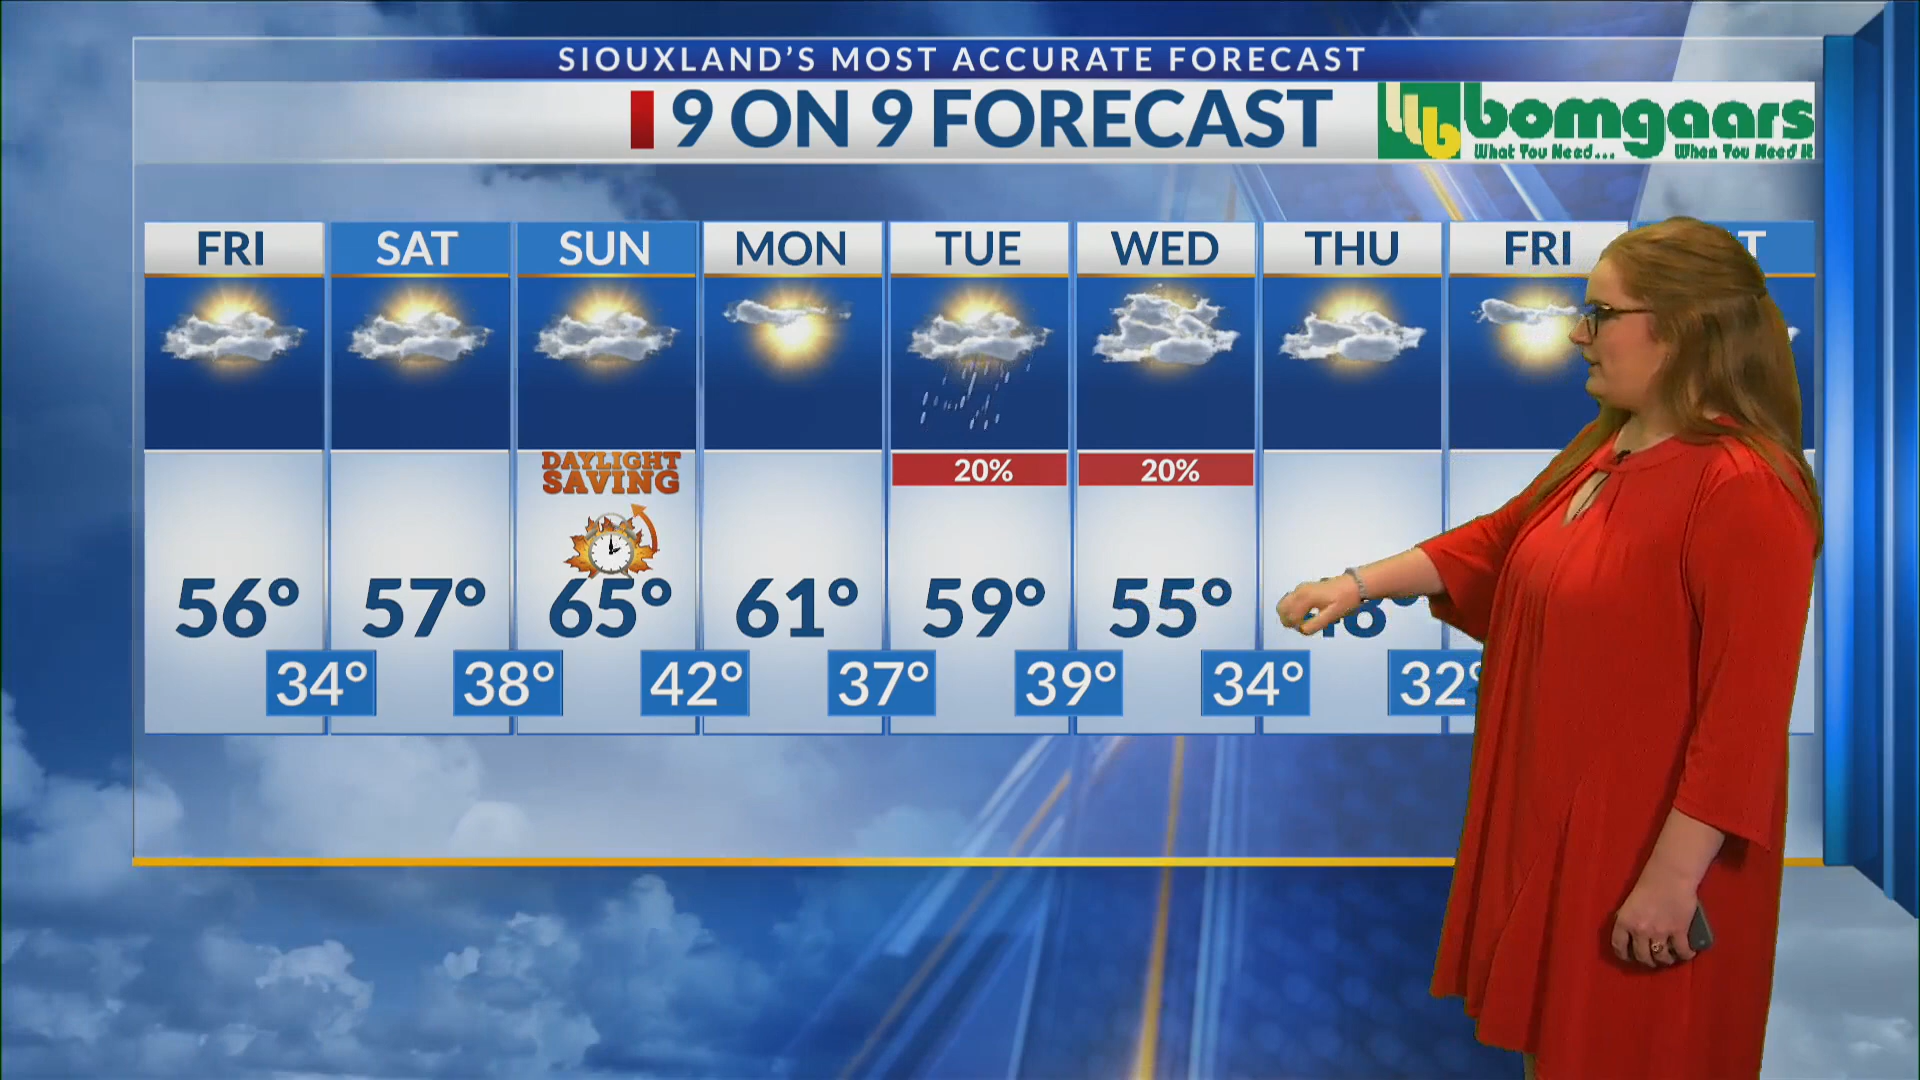 SIOUXLAND'S MOST ACCURATE FORECAST
9 ON 9 FORECAST
bomgaars
What You Need... When You Need It
FRI SAT SUN MON TUE WED THU FRI
DAYLIGHT
SAVING
20% 20%
56° 57° 65° 61° 59° 55°
34° 38° 42° 37° 39° 34° 32°